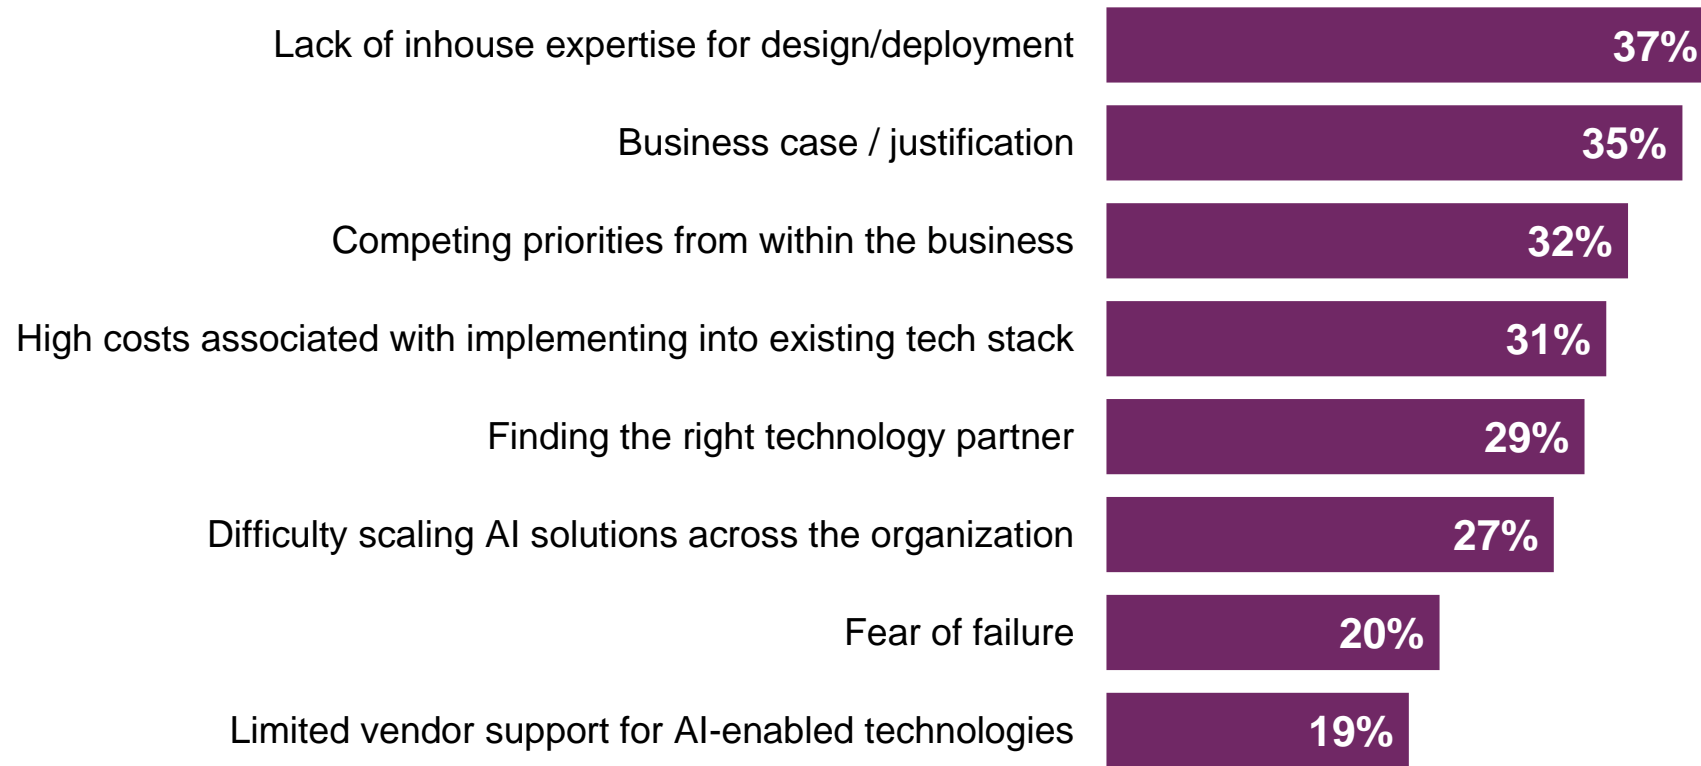 Lack of inhouse expertise for design/deployment 37%
Business case / justification 35%
Competing priorities from within the business 32%
High costs associated with implementing into existing tech stack 31%
Finding the right technology partner 29%
Difficulty scaling AI solutions across the organization 27%
Fear of failure 20%
Limited vendor support for AI-enabled technologies 19%